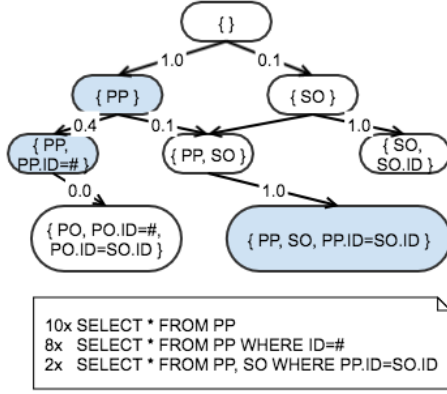 { }
1.0
0.1
{ PP }
{ SO }
0.4
0.1
1.0
{ PP,
PP.ID=# }
{ PP, SO }
{ SO,
SO.ID }
0.0
1.0
{ PO, PO.ID=#,
PO.ID=SO.ID }
{ PP, SO, PP.ID=SO.ID }
10x SELECT * FROM PP
8x SELECT * FROM PP WHERE ID=#
2x SELECT * FROM PP, SO WHERE PP.ID=SO.ID